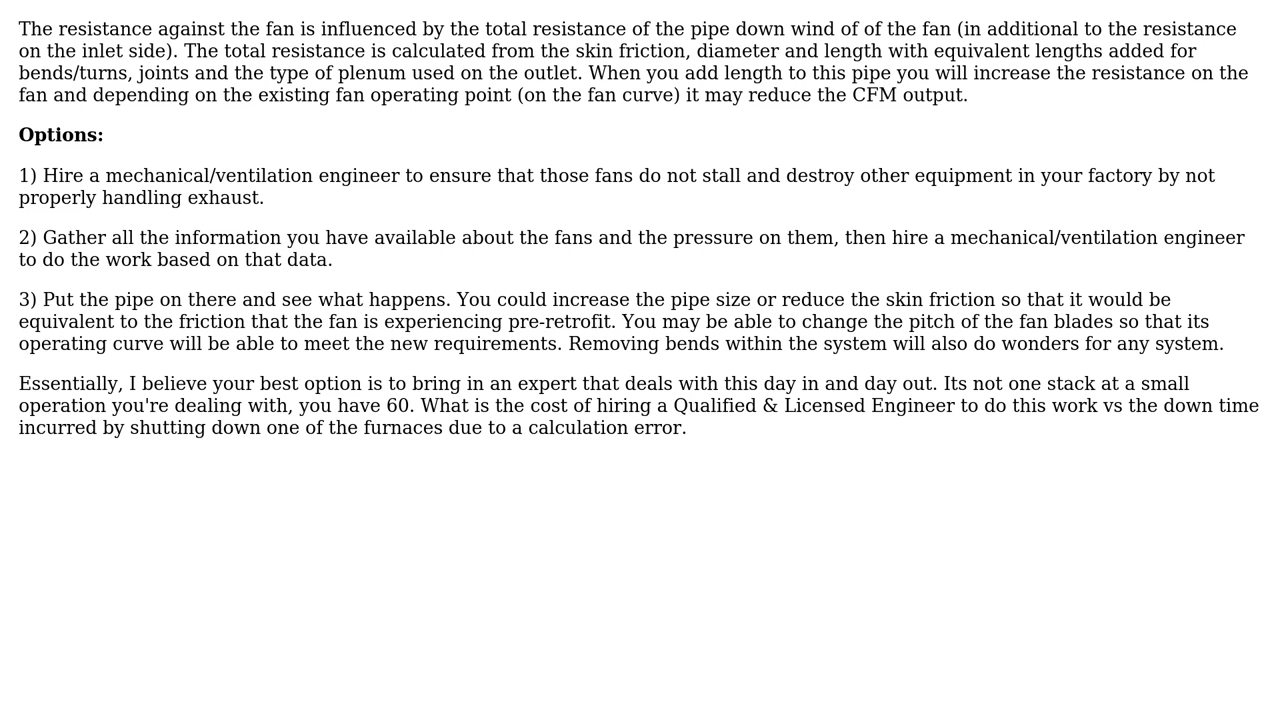 The resistance against the fan is influenced by the total resistance of the pipe down wind of of the fan (in additional to the resistance
on the inlet side). The total resistance is calculated from the skin friction, diameter and length with equivalent lengths added for
bends/turns, joints and the type of plenum used on the outlet. When you add length to this pipe you will increase the resistance on the
fan and depending on the existing fan operating point (on the fan curve) it may reduce the CFM output.
Options:
1) Hire a mechanical/ventilation engineer to ensure that those fans do not stall and destroy other equipment in your factory by not
properly handling exhaust.
2) Gather all the information you have available about the fans and the pressure on them, then hire a mechanical/ventilation engineer
to do the work based on that data.
3) Put the pipe on there and see what happens. You could increase the pipe size or reduce the skin friction so that it would be
equivalent to the friction that the fan is experiencing pre-retrofit. You may be able to change the pitch of the fan blades so that its
operating curve will be able to meet the new requirements. Removing bends within the system will also do wonders for any system.
Essentially, I believe your best option is to bring in an expert that deals with this day in and day out. Its not one stack at a small
operation you're dealing with, you have 60. What is the cost of hiring a Qualified & Licensed Engineer to do this work vs the down time
incurred by shutting down one of the furnaces due to a calculation error.